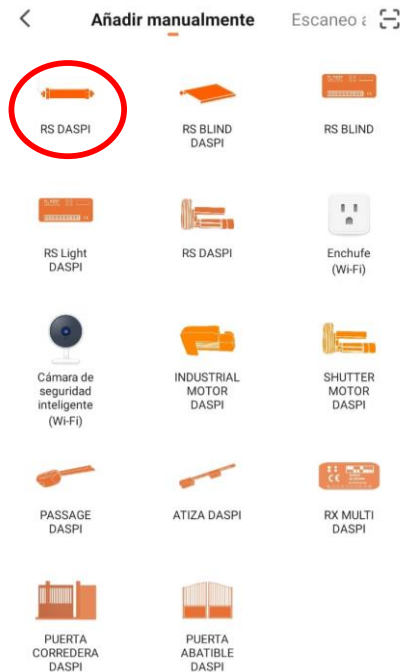 Añadir manualmente Escaneo a
RS DASPI
RS BLIND
DASPI
RS BLIND
RS Light
DASPI
RS DASPI
Enchufe
(Wi-Fi)
Cámara de
seguridad
inteligente
(Wi-Fi)
INDUSTRIAL
MOTOR
DASPI
SHUTTER
MOTOR
DASPI
PASSAGE
DASPI
ATIZA DASPI
RX MULTI
DASPI
PUERTA
CORREDERA
DASPI
PUERTA
ABATIBLE
DASPI